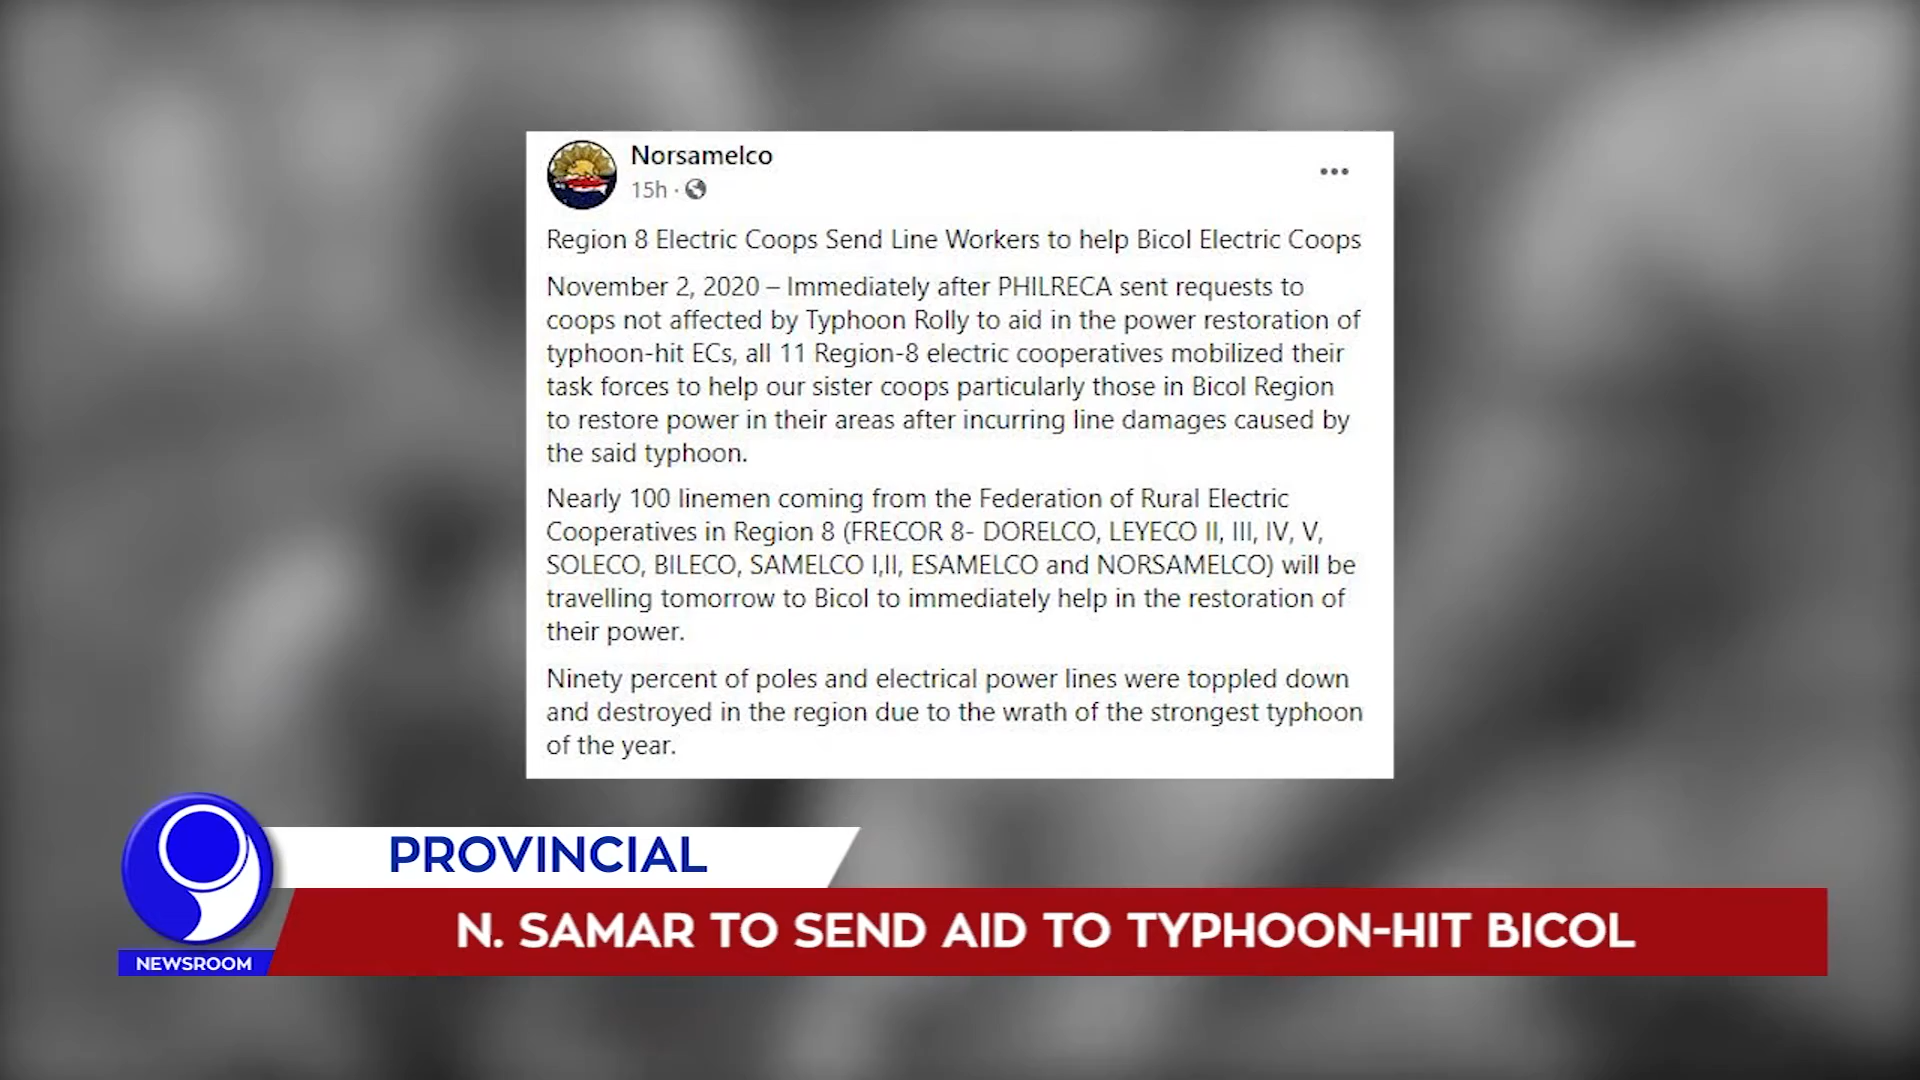 Norsamelco
15h ·
Region 8 Electric Coops Send Line Workers to help Bicol Electric Coops
November 2, 2020 – Immediately after PHILRECA sent requests to
coops not affected by Typhoon Rolly to aid in the power restoration of
typhoon-hit ECs, all 11 Region-8 electric cooperatives mobilized their
task forces to help our sister coops particularly those in Bicol Region
to restore power in their areas after incurring line damages caused by
the said typhoon.
Nearly 100 linemen coming from the Federation of Rural Electric
Cooperatives in Region 8 (FRECOR 8- DORELCO, LEYECO II, III, IV, V,
SOLECO, BILECO, SAMELCO I,II, ESAMELCO and NORSAMELCO) will be
travelling tomorrow to Bicol to immediately help in the restoration of
their power.
Ninety percent of poles and electrical power lines were toppled down
and destroyed in the region due to the wrath of the strongest typhoon
of the year.
PROVINCIAL
N. SAMAR TO SEND AID TO TYPHOON-HIT BICOL
NEWSROOM